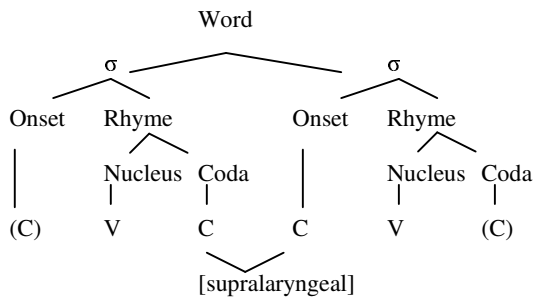 Word
σ σ
Onset Rhyme Onset Rhyme
Nucleus Coda Nucleus Coda
(C) V C C V (C)
[supralaryngeal]